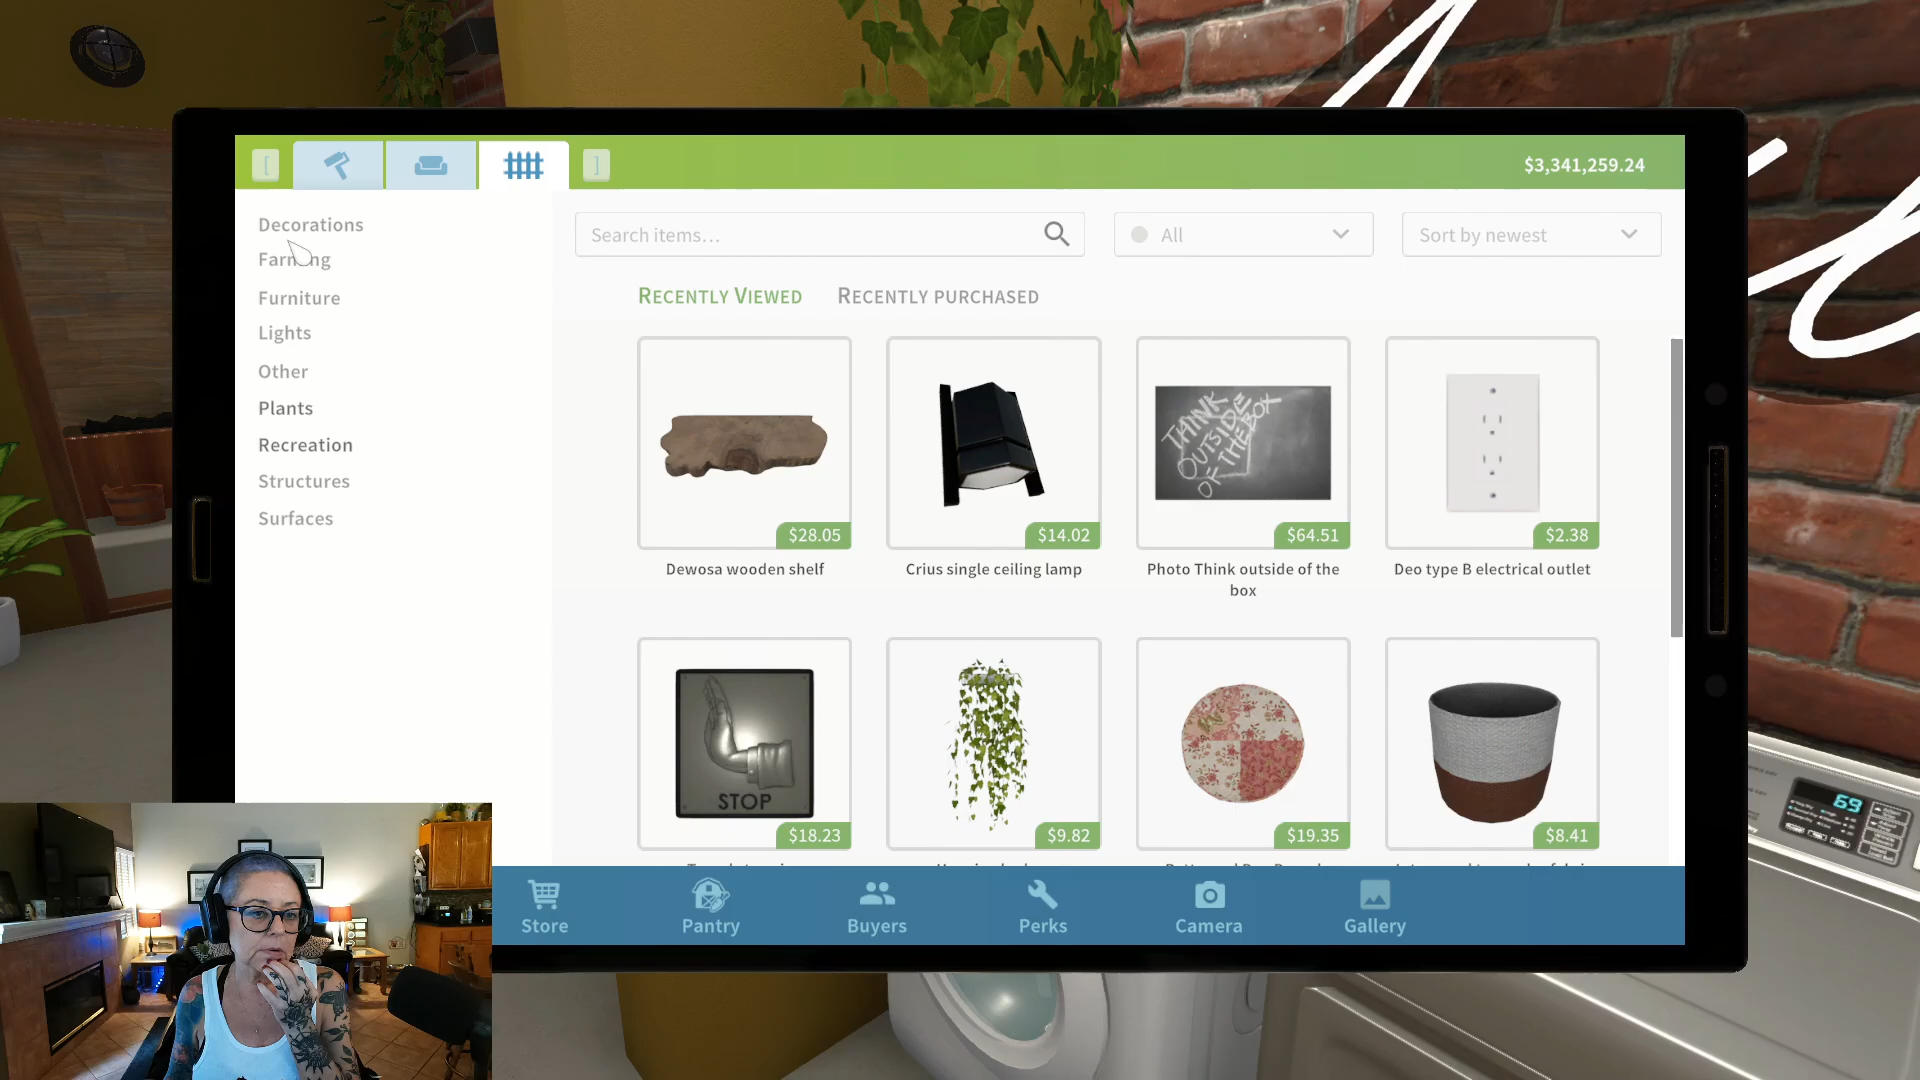 [
]
$3,341,259.24
Decorations
Farming
Furniture
Lights
Other
Plants
Recreation
Structures
Surfaces
Search items...
All
Sort by newest
RECENTLY VIEWED
RECENTLY PURCHASED
$28.05
$14.02
THINK
OUTSIDE
OF THE BOX
$64.51
$2.38
Dewosa wooden shelf
Crius single ceiling lamp
Photo Think outside of the
box
Deo type B electrical outlet
STOP
$18.23
$9.82
$19.35
$8.41
Store
Pantry
Buyers
Perks
Camera
Gallery
69